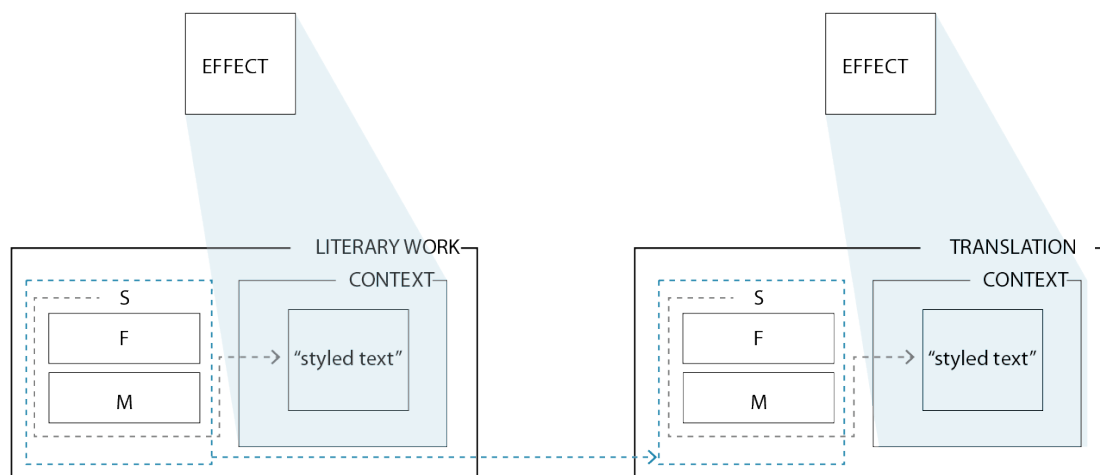 EFFECT
EFFECT
LITERARY WORK
TRANSLATION
CONTEXT
CONTEXT
S
S
F
F
“styled text”
“styled text”
M
M